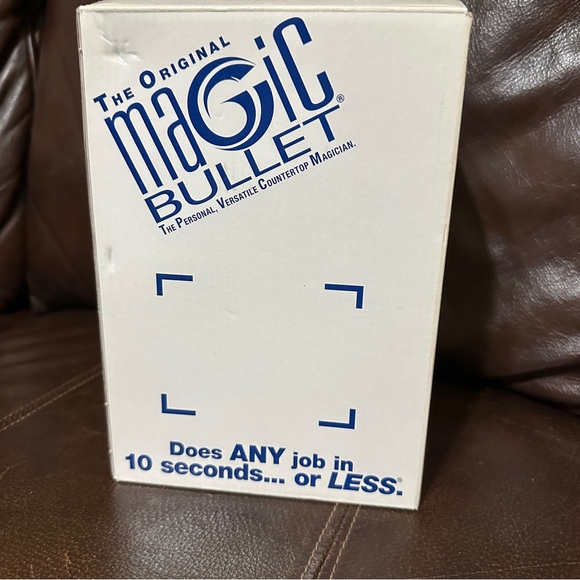 THE ORIGINAL
magic
BULLET®
THE PERSONAL, VERSATILE COUNTERTOP MAGICIAN.
Does ANY job in
10 seconds... or LESS.®